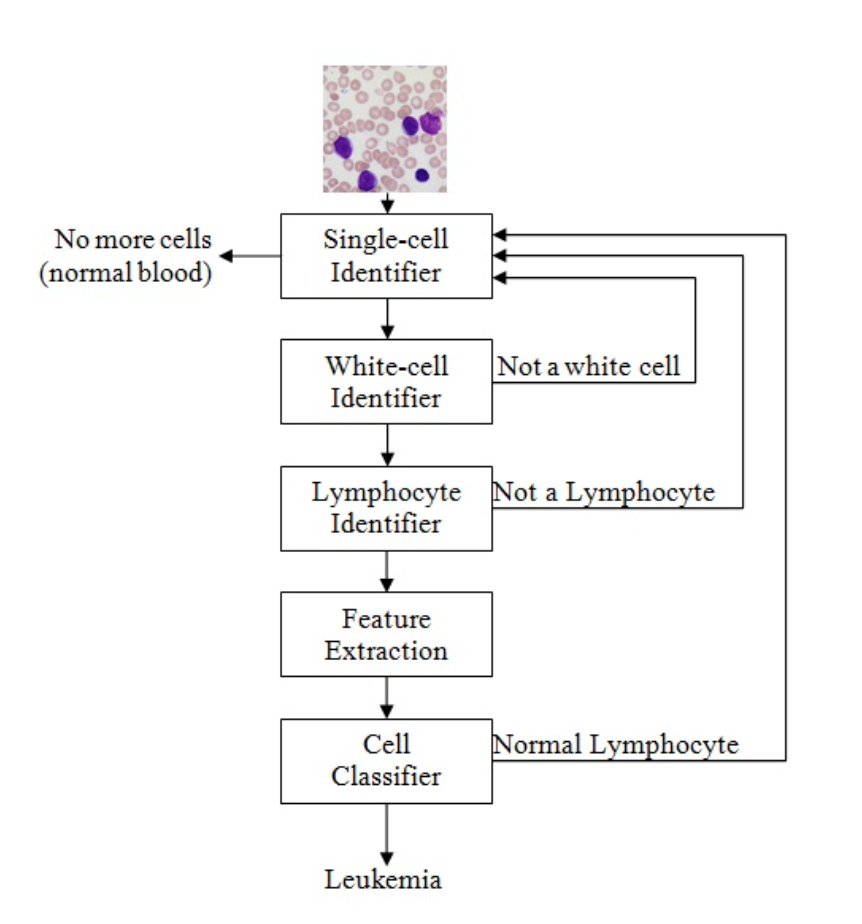 No more cells
(normal blood)
Single-cell
Identifier
White-cell
Identifier
Not a white cell
Lymphocyte
Identifier
Not a Lymphocyte
Feature
Extraction
Cell
Classifier
Normal Lymphocyte
Leukemia